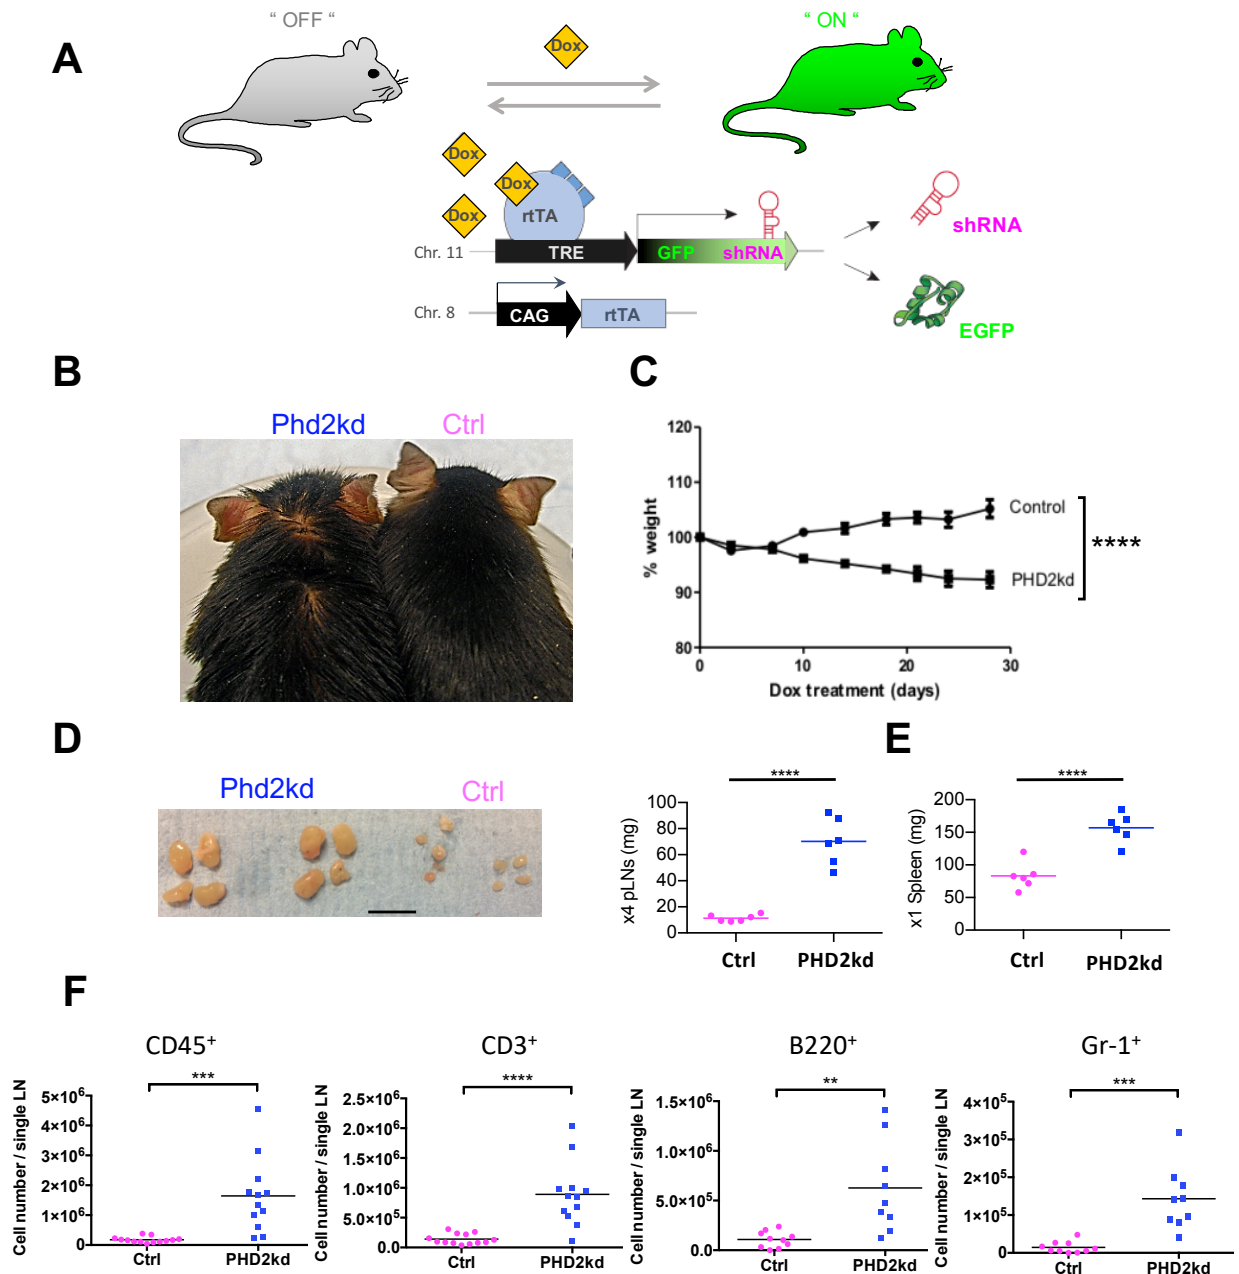 A
" OFF "
" ON "
Dox
Dox
Dox
Dox
rtTA
shRNA
Chr. 11
TRE
GFP
shRNA
Chr. 8
CAG
rtTA
EGFP
B
Phd2kd
Ctrl
C
% weight
120
110
100
90
80
0
10
20
30
Dox treatment (days)
Control
PHD2kd
****
D
Phd2kd
Ctrl
x4 pLNs (mg)
100
80
60
40
20
0
****
Ctrl
PHD2kd
E
x1 Spleen (mg)
200
150
100
50
0
****
Ctrl
PHD2kd
F
CD45⁺
***
Cell number / single LN
5×10⁶
4×10⁶
3×10⁶
2×10⁶
1×10⁶
0
Ctrl
PHD2kd
CD3⁺
****
Cell number / single LN
2.5×10⁶
2.0×10⁶
1.5×10⁶
1.0×10⁶
5.0×10⁵
0.0
Ctrl
PHD2kd
B220⁺
**
Cell number / single LN
1.5×10⁶
1.0×10⁶
5.0×10⁵
0.0
Ctrl
PHD2kd
Gr-1⁺
***
Cell number / single LN
4×10⁵
3×10⁵
2×10⁵
1×10⁵
0
Ctrl
PHD2kd